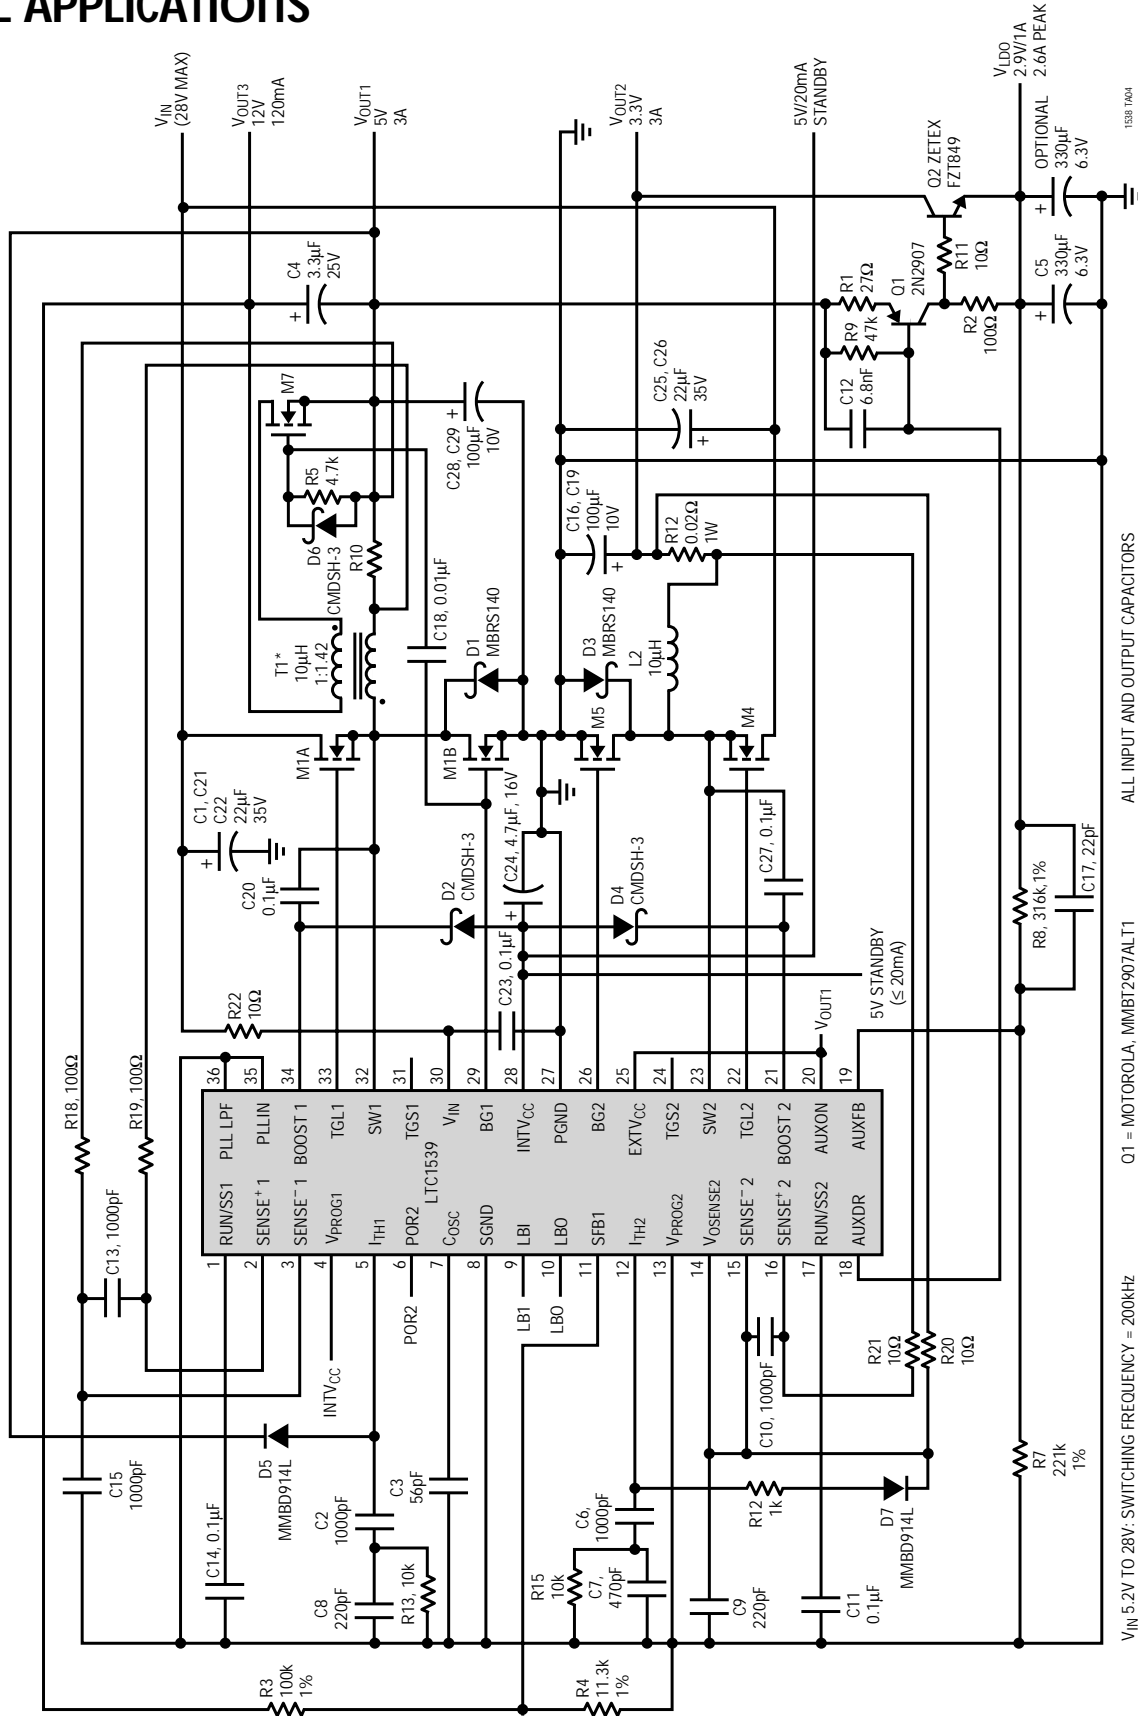 L APPLICATIONS
VIN
(28V MAX)
VOUT3
12V
120mA
VOUT1
5V
3A
VOUT2
3.3V
3A
5V/20mA
STANDBY
VLDO
2.9V/1A
2.6A PEAK
1538 TA04
C4
3.3µF
25V
+
M7
R5
4.7k
D6
CMDSH-3
R10
T1*
10µH
1:1.42
C18, 0.01µF
D1
MBRS140
C28, C29
100µF
10V
+
C25, C26
22µF
35V
+
C16, C19
100µF
10V
+
R12
0.02Ω
1W
D3
MBRS140
L2
10µH
Q2 ZETEX
FZT849
OPTIONAL
330µF
6.3V
+
R11
10Ω
R1
27Ω
Q1
2N2907
R9
47k
C12
6.8nF
R2
100Ω
C5
330µF
6.3V
+
M1A
M1B
M5
M4
C1, C21
C22
22µF
35V
+
C20
0.1µF
D2
CMDSH-3
C24, 4.7µF, 16V
+
D4
CMDSH-3
C27, 0.1µF
R22
10Ω
C23, 0.1µF
5V STANDBY
(≤ 20mA)
VOUT1
R8, 316k,1%
C17, 22pF
R18, 100Ω
R19, 100Ω
C13, 1000pF
36
35
34
33
32
31
30
29
28
27
26
25
24
23
22
21
20
19
PLL LPF
PLLIN
BOOST 1
TGL1
SW1
TGS1
VIN
BG1
INTVCC
PGND
BG2
EXTVCC
TGS2
SW2
TGL2
BOOST 2
AUXON
AUXFB
LTC1539
RUN/SS1
SENSE+ 1
SENSE– 1
VPROG1
ITH1
POR2
COSC
SGND
LBI
LBO
SFB1
ITH2
VPROG2
VOSENSE2
SENSE– 2
SENSE+ 2
RUN/SS2
AUXDR
1
2
3
4
5
6
7
8
9
10
11
12
13
14
15
16
17
18
INTVCC
POR2
LB1
LBO
C15
1000pF
D5
MMBD914L
C14, 0.1µF
C2
1000pF
C3
56pF
C8
220pF
R13, 10k
C6,
1000pF
R15
10k
C7,
470pF
C10, 1000pF
R21
10Ω
R20
10Ω
R12
1k
D7
MMBD914L
C9
220pF
C11
0.1µF
R7
221k
1%
R3
100k
1%
R4
11.3k
1%
VIN 5.2V TO 28V: SWITCHING FREQUENCY = 200kHz
Q1 = MOTOROLA, MMBT2907ALT1
ALL INPUT AND OUTPUT CAPACITORS